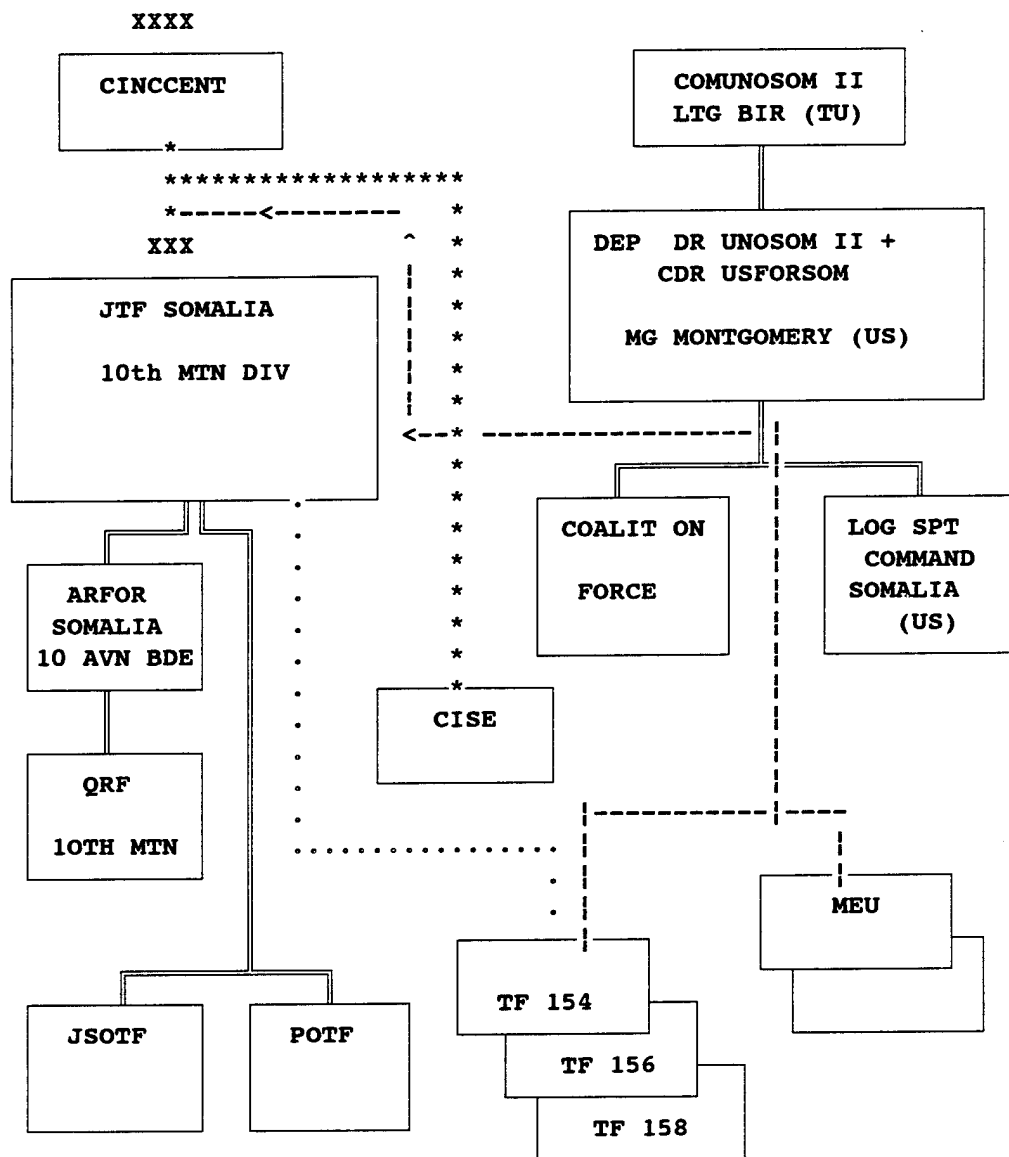 XXXX
CINCCENT
COMUNOSOM II
LTG BIR (TU)
XXX
JTF SOMALIA
10th MTN DIV
DEP DR UNOSOM II +
CDR USFORSOM
MG MONTGOMERY (US)
COALIT ON
FORCE
LOG SPT
COMMAND
SOMALIA
(US)
ARFOR
SOMALIA
10 AVN BDE
CISE
QRF
10TH MTN
MEU
JSOTF
POTF
TF 154
TF 156
TF 158